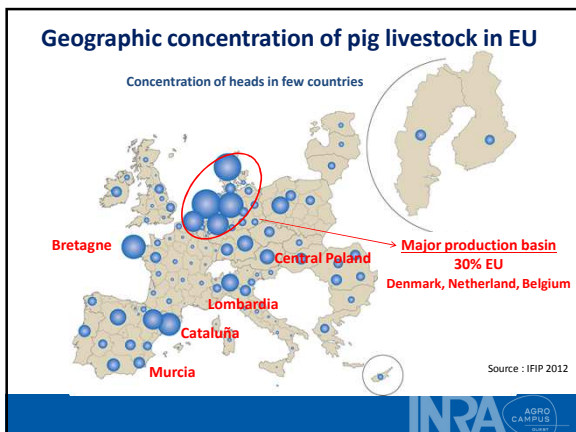 Geographic concentration of pig livestock in EU
Concentration of heads in few countries
Bretagne
Central Poland
Major production basin
30% EU
Denmark, Netherland, Belgium
Lombardia
Cataluña
Murcia
Source : IFIP 2012
INRA
AGRO
CAMPUS
OUEST